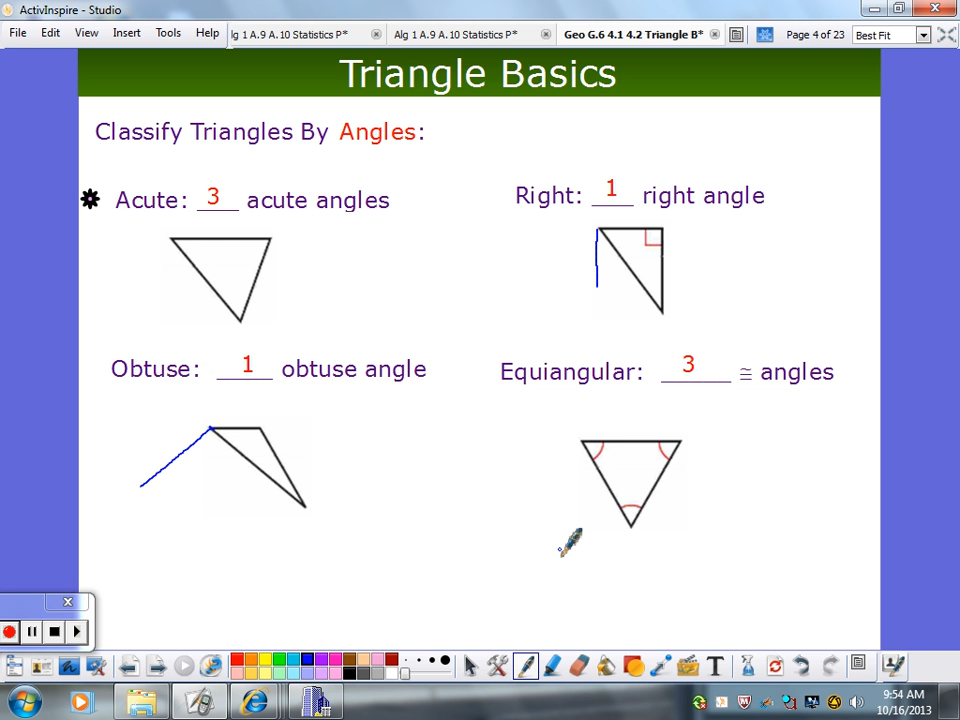 ActivInspire - Studio
File Edit View Insert Tools Help
lg 1 A.9 A.10 Statistics P* Alg 1 A.9 A.10 Statistics P* Geo G.6 4.1 4.2 Triangle B* Page 4 of 23 Best Fit
Triangle Basics
Classify Triangles By Angles:
Acute: 3 acute angles
Right: 1 right angle
Obtuse: 1 obtuse angle
Equiangular: 3 ≅ angles
9:54 AM
10/16/2013